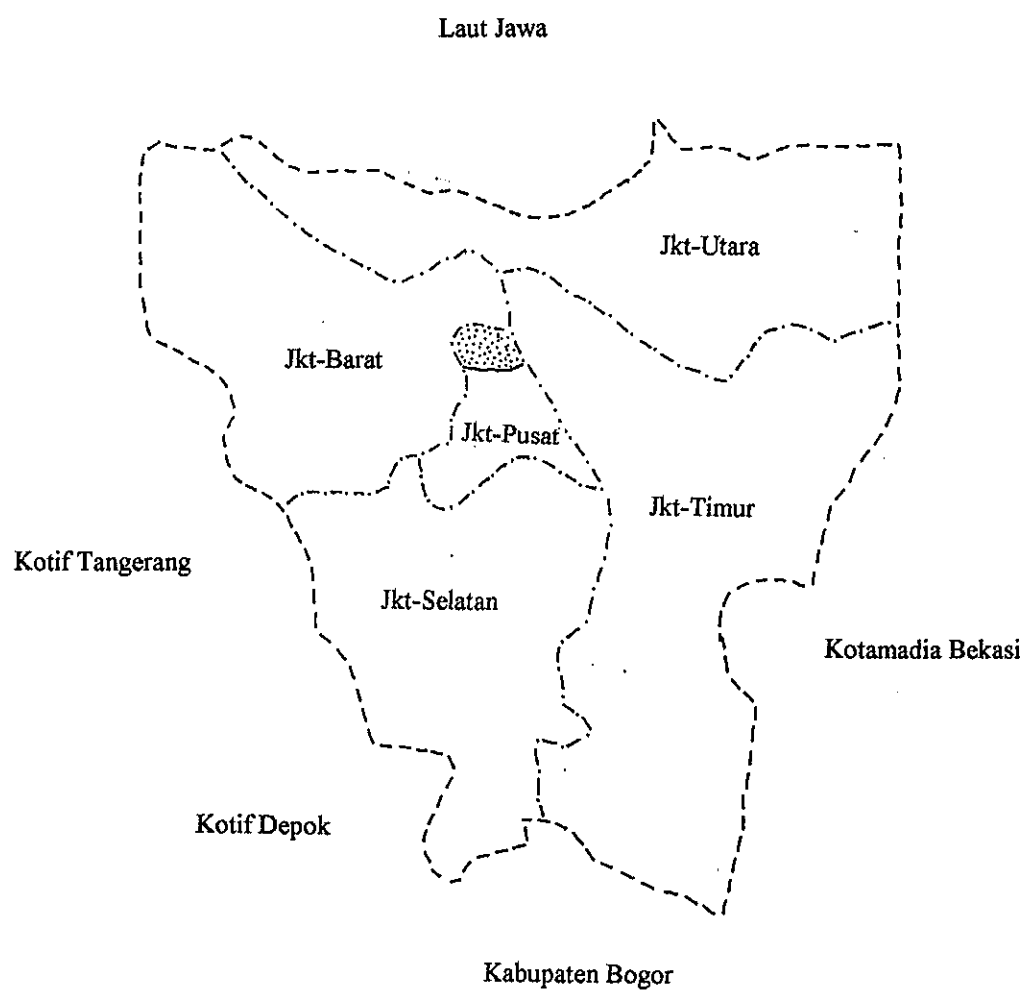 Laut Jawa
Jkt-Utara
Jkt-Barat
Jkt-Pusat
Jkt-Timur
Kotif Tangerang
Jkt-Selatan
Kotamadia Bekasi
Kotif Depok
Kabupaten Bogor